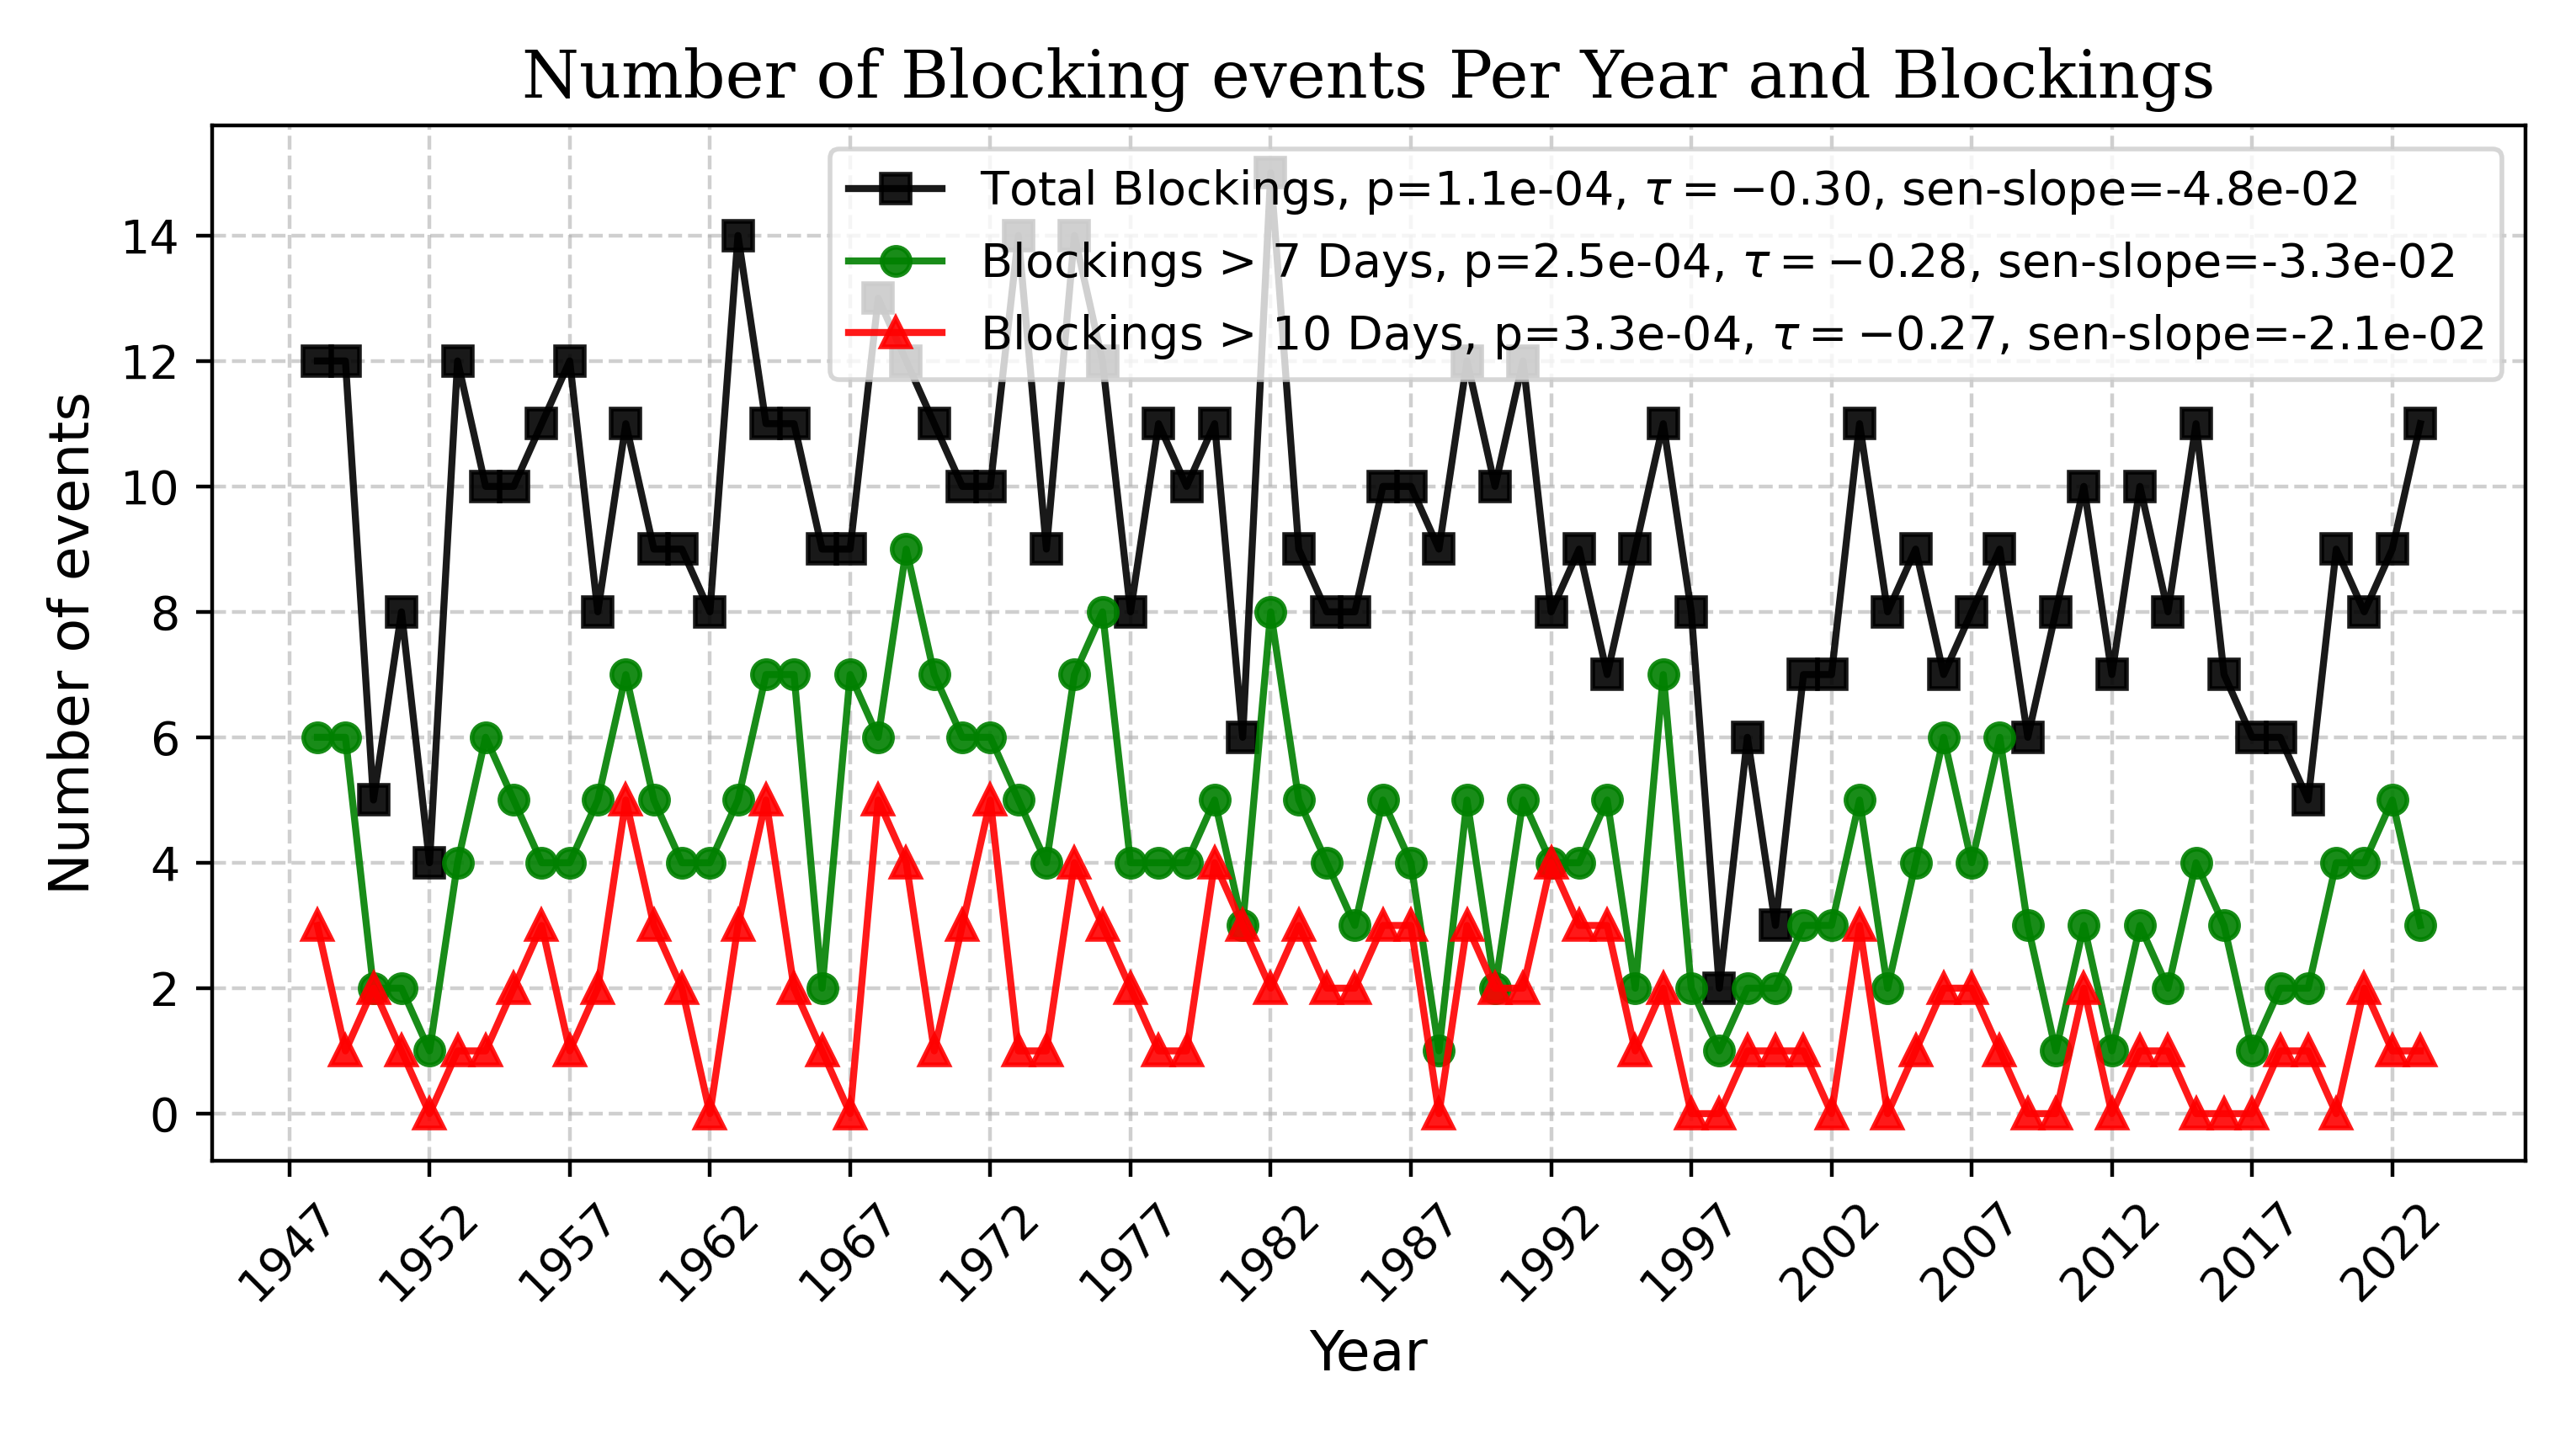 Number of Blocking events Per Year and Blockings
Total Blockings, p=1.1e-04, τ = −0.30, sen-slope=-4.8e-02
Blockings > 7 Days, p=2.5e-04, τ = −0.28, sen-slope=-3.3e-02
Blockings > 10 Days, p=3.3e-04, τ = −0.27, sen-slope=-2.1e-02
Number of events
14
12
10
8
6
4
2
0
1947 1952 1957 1962 1967 1972 1977 1982 1987 1992 1997 2002 2007 2012 2017 2022
Year